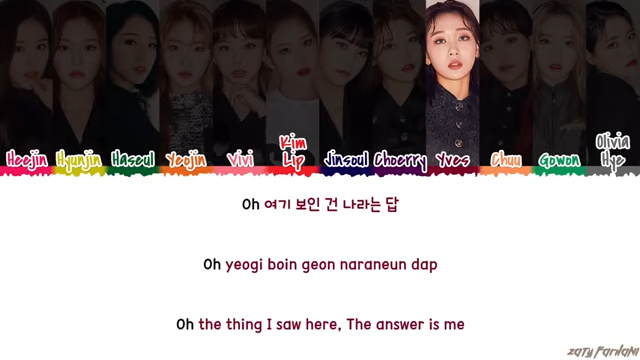 Heejin Hyunjin Haseul Yeojin Vivi Kim Lip Jinsoul Choerry Yves Chuu Gowon Olivia Hye
Oh 여기 보인 건 나라는 답
Oh yeogi boin geon naraneun dap
Oh the thing I saw here, The answer is me
Zaty Farhani